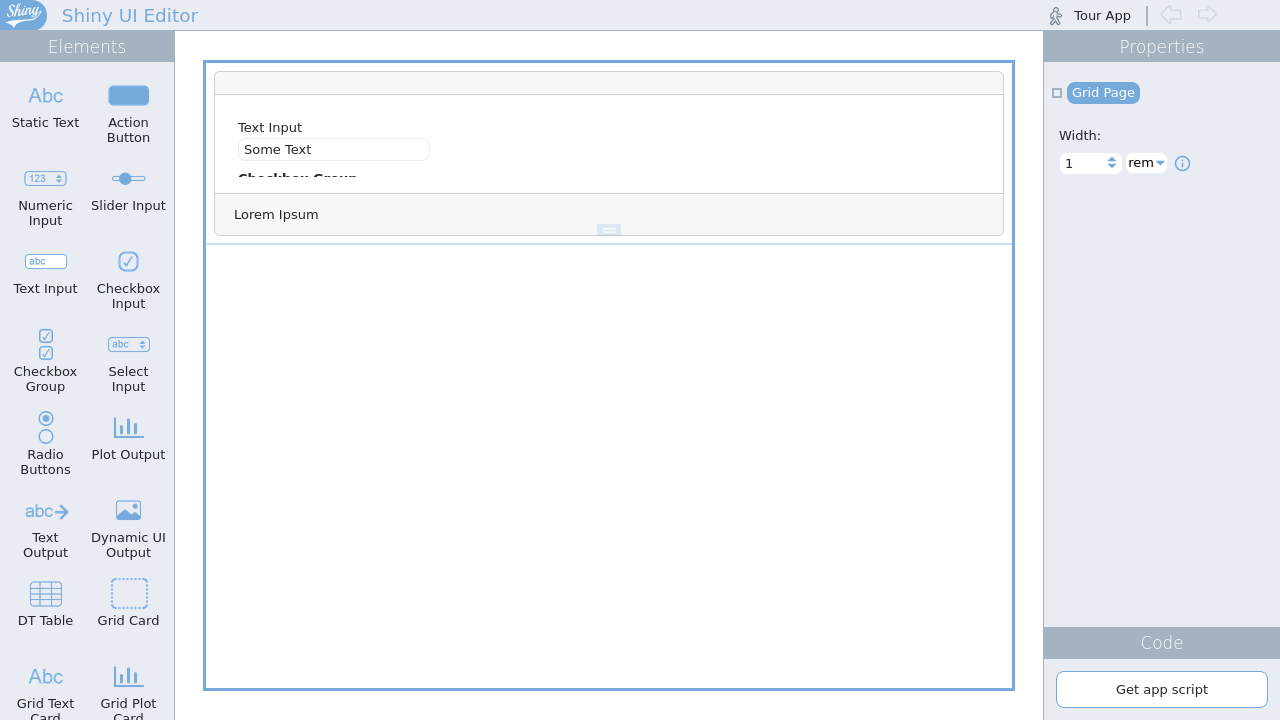 Shiny
Shiny UI Editor
Tour App
Elements
Properties
Abc
Static Text
Action
Button
123
Numeric
Input
Slider Input
abc
Text Input
Checkbox
Input
Checkbox
Group
abc
Select
Input
Radio
Buttons
Plot Output
abc
Text
Output
Dynamic UI
Output
DT Table
Grid Card
Abc
Grid Text
Card
Grid Plot
Card
Text Input
Some Text
Checkbox Group
Lorem Ipsum
Grid Page
Width:
1
rem
Code
Get app script